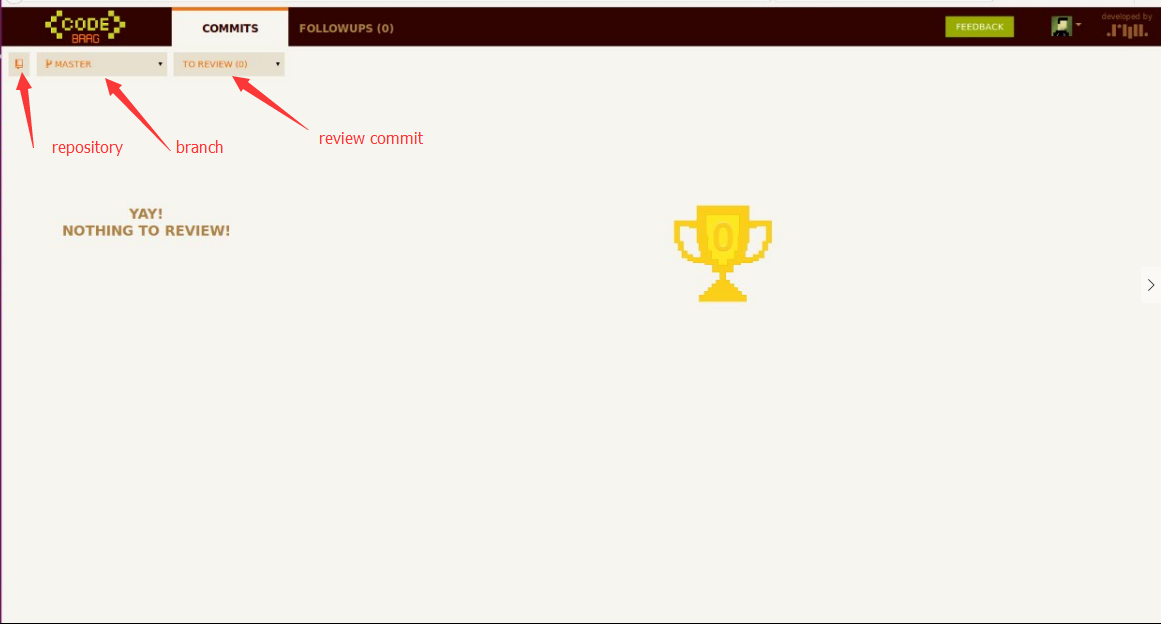 CODE
BRAG
COMMITS
FOLLOWUPS (0)
FEEDBACK
developed by
MASTER
TO REVIEW (0)
repository
branch
review commit
YAY!
NOTHING TO REVIEW!
0